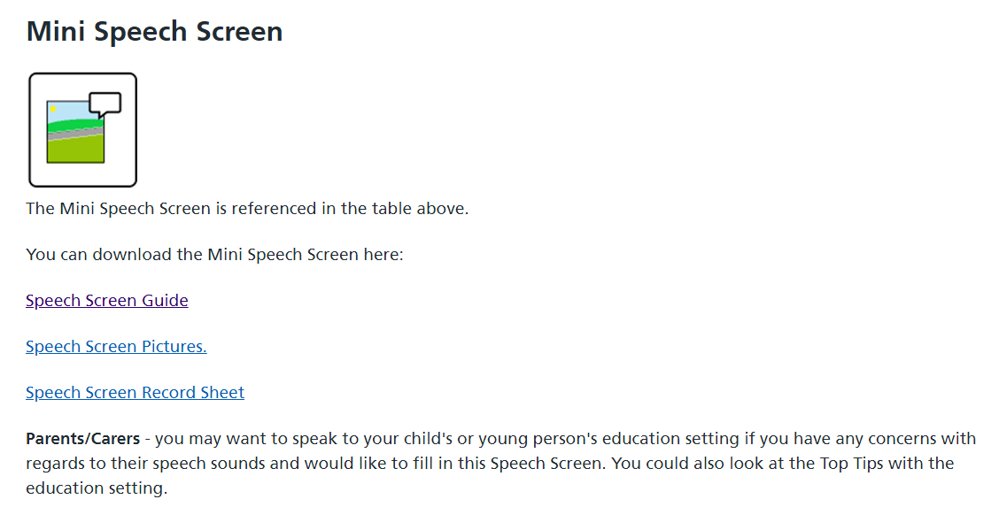 Mini Speech Screen
The Mini Speech Screen is referenced in the table above.
You can download the Mini Speech Screen here:
Speech Screen Guide
Speech Screen Pictures.
Speech Screen Record Sheet
Parents/Carers - you may want to speak to your child's or young person's education setting if you have any concerns with
regards to their speech sounds and would like to fill in this Speech Screen. You could also look at the Top Tips with the
education setting.